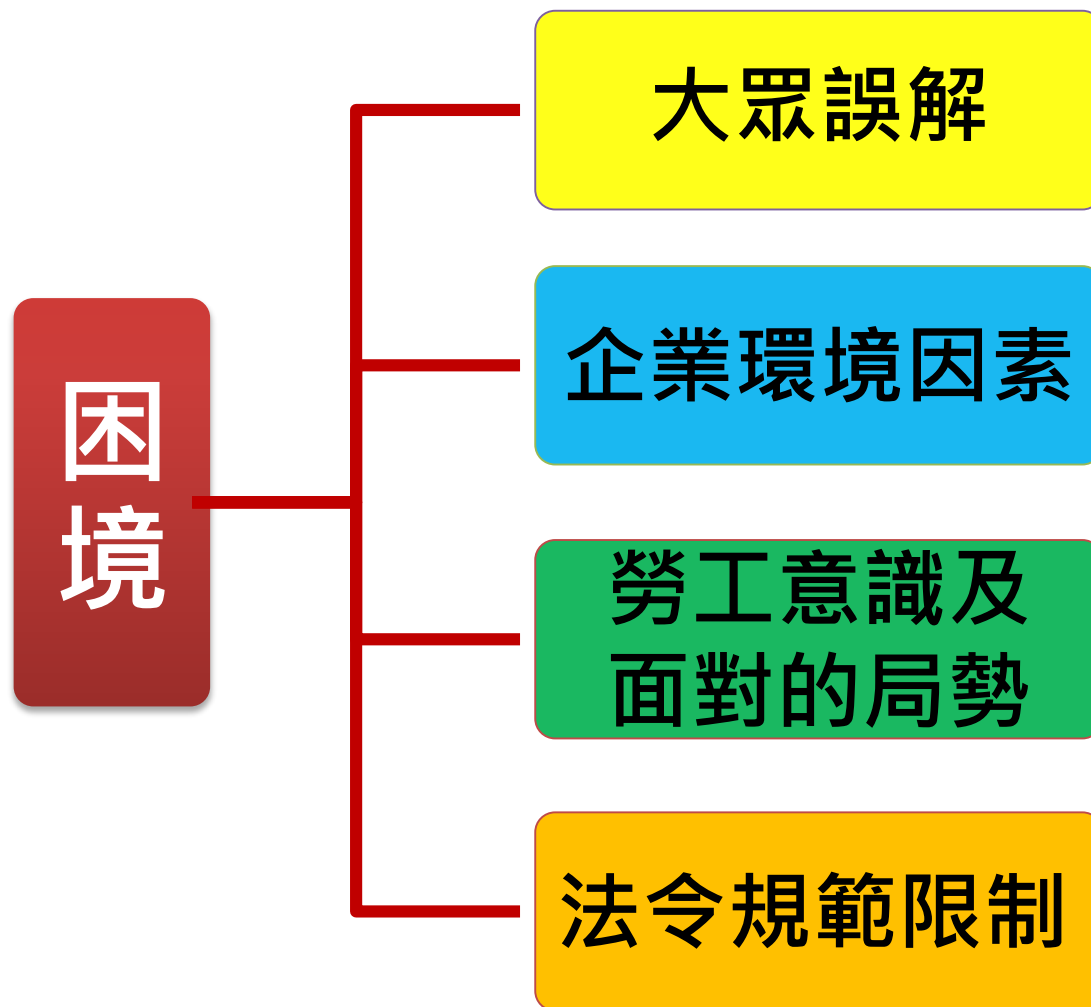 困
境
大眾誤解
企業環境因素
勞工意識及
面對的局勢
法令規範限制